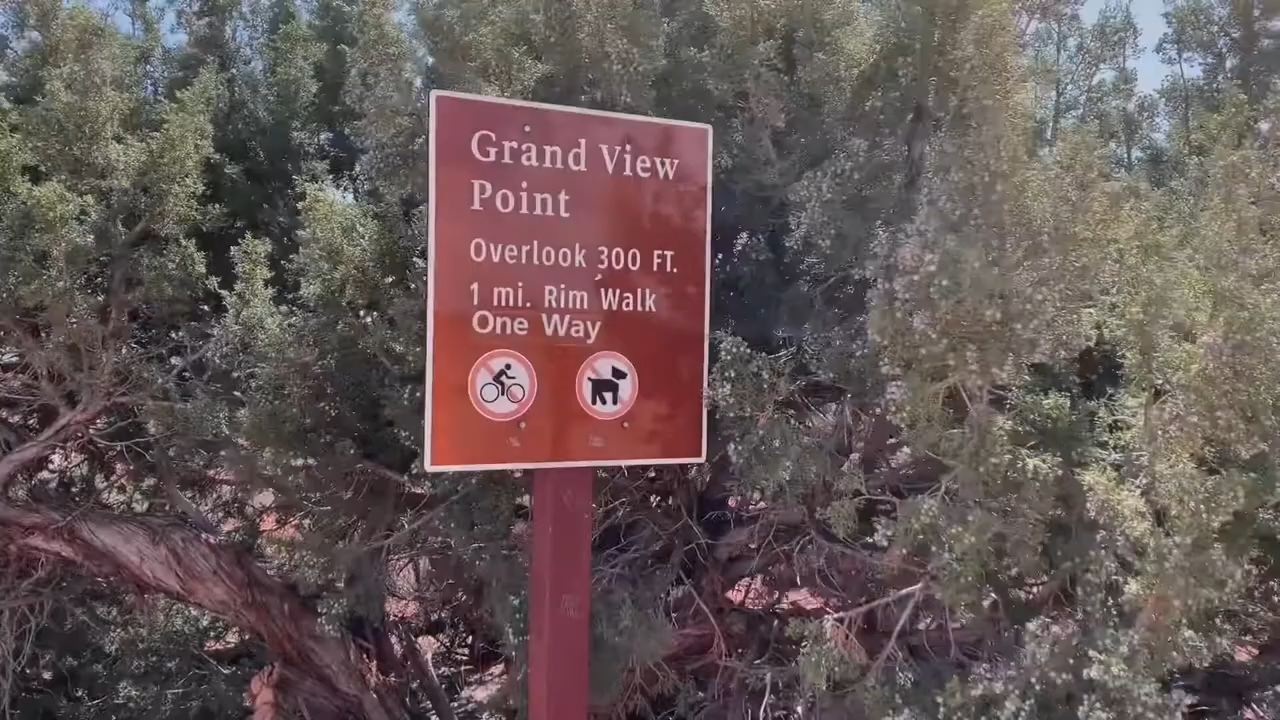 Grand View
Point
Overlook 300 FT.
1 mi. Rim Walk
One Way